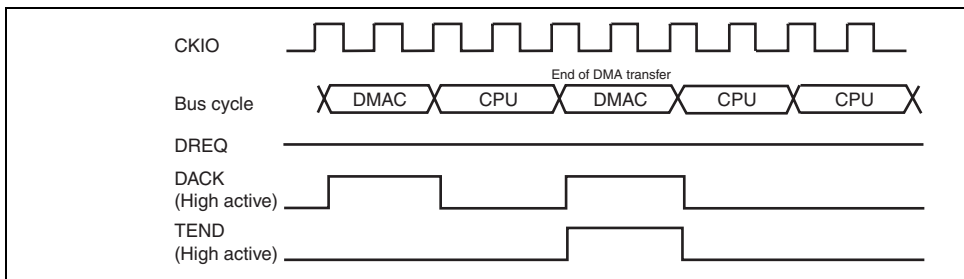 CKIO
End of DMA transfer
Bus cycle DMAC CPU DMAC CPU CPU
DREQ
DACK
(High active)
TEND
(High active)